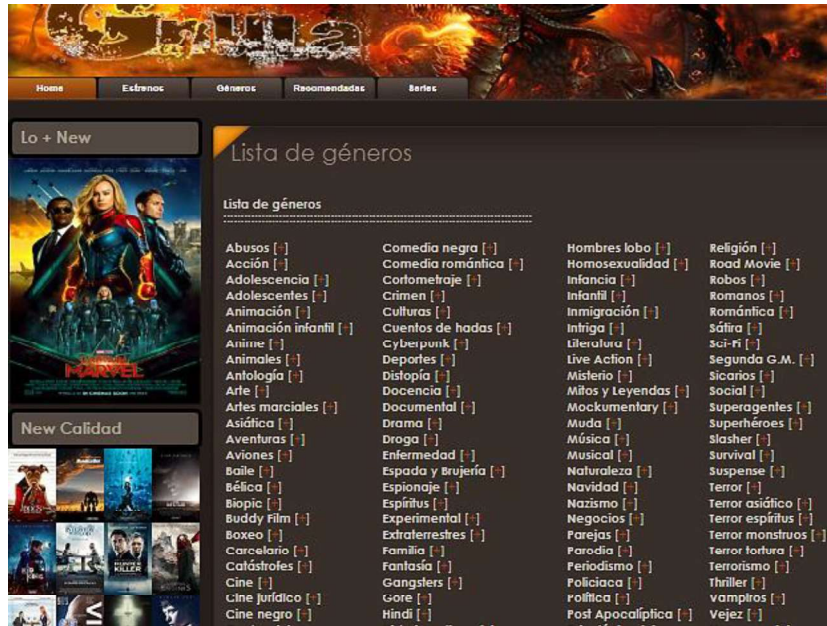 Grulla
Home Estrenos Géneros Recomendadas Series
Lo + New
MARVEL
New Calidad
Lista de géneros
Lista de géneros
Abusos [+] Comedia negra [+] Hombres lobo [+] Religión [+]
Acción [+] Comedia romántica [+] Homosexualidad [+] Road Movie [+]
Adolescencia [+] Cortometraje [+] Infancia [+] Robos [+]
Adolescentes [+] Crimen [+] Infantil [+] Romanos [+]
Animación [+] Culturas [+] Inmigración [+] Romántica [+]
Animación infantil [+] Cuentos de hadas [+] Intriga [+] Sátira [+]
Anime [+] Cyberpunk [+] Literatura [+] Sci-Fi [+]
Animales [+] Deportes [+] Live Action [+] Segunda G.M. [+]
Antología [+] Distopía [+] Misterio [+] Sicarios [+]
Arte [+] Docencia [+] Mitos y Leyendas [+] Social [+]
Artes marciales [+] Documental [+] Mockumentary [+] Superagentes [+]
Asiática [+] Drama [+] Muda [+] Superhéroes [+]
Aventuras [+] Droga [+] Música [+] Slasher [+]
Aviones [+] Enfermedad [+] Musical [+] Survival [+]
Baile [+] Espada y Brujería [+] Naturaleza [+] Suspense [+]
Bélica [+] Espionaje [+] Navidad [+] Terror [+]
Biopic [+] Espíritus [+] Nazismo [+] Terror asiático [+]
Buddy Film [+] Experimental [+] Negocios [+] Terror espíritus [+]
Boxeo [+] Extraterrestres [+] Parejas [+] Terror monstruos [+]
Carcelario [+] Familia [+] Parodia [+] Terror tortura [+]
Catástrofes [+] Fantasía [+] Periodismo [+] Terrorismo [+]
Cine [+] Gangsters [+] Policiaca [+] Thriller [+]
Cine jurídico [+] Gore [+] Política [+] Vampiros [+]
Cine negro [+] Hindi [+] Post Apocalíptica [+] Vejez [+]